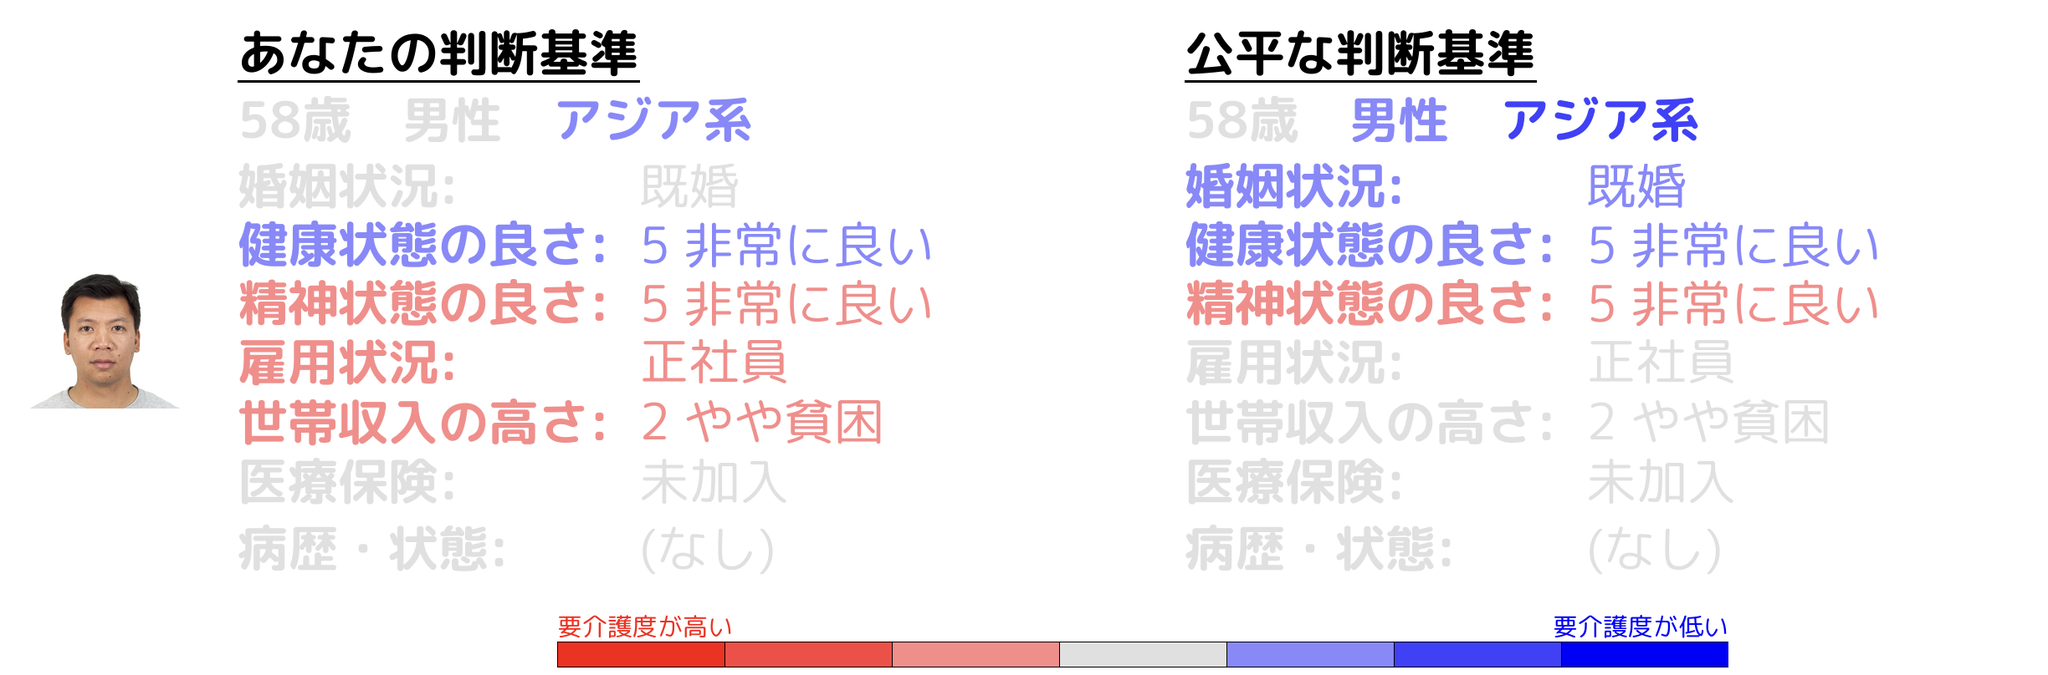 あなたの判断基準
58歳 男性 アジア系
婚姻状況: 既婚
健康状態の良さ: 5 非常に良い
精神状態の良さ: 5 非常に良い
雇用状況: 正社員
世帯収入の高さ: 2 やや貧困
医療保険: 未加入
病歴・状態: (なし)
公平な判断基準
58歳 男性 アジア系
婚姻状況: 既婚
健康状態の良さ: 5 非常に良い
精神状態の良さ: 5 非常に良い
雇用状況: 正社員
世帯収入の高さ: 2 やや貧困
医療保険: 未加入
病歴・状態: (なし)
要介護度が高い
要介護度が低い